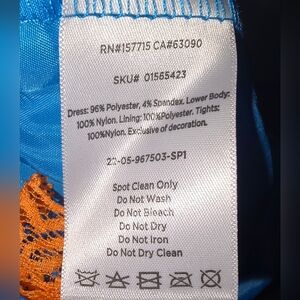 RN#157715 CA#63090
SKU# 01565423
Dress: 96% Polyester, 4% Spandex. Lower Body:
100% Nylon. Lining: 100%Polyester. Tights:
100%Nylon. Exclusive of decoration.
22-05-967503-SP1
Spot Clean Only
Do Not Wash
Do Not Bleach
Do Not Dry
Do Not Iron
Do Not Dry Clean